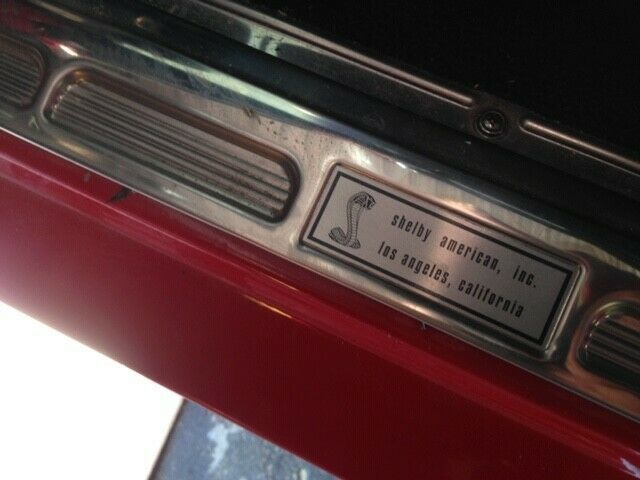 shelby american, inc.
los angeles, california